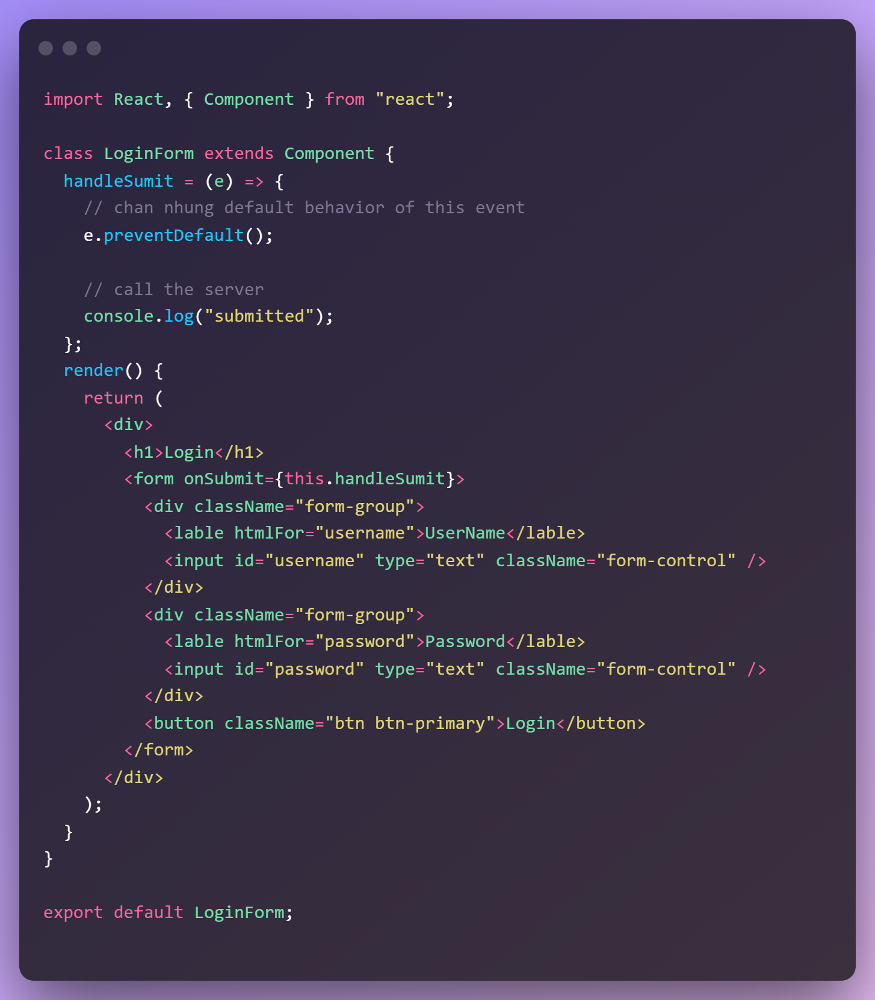 import React, { Component } from "react";

class LoginForm extends Component {
  handleSumit = (e) => {
    // chan nhung default behavior of this event
    e.preventDefault();

    // call the server
    console.log("submitted");
  };
  render() {
    return (
      <div>
        <h1>Login</h1>
        <form onSubmit={this.handleSumit}>
          <div className="form-group">
            <lable htmlFor="username">UserName</lable>
            <input id="username" type="text" className="form-control" />
          </div>
          <div className="form-group">
            <lable htmlFor="password">Password</lable>
            <input id="password" type="text" className="form-control" />
          </div>
          <button className="btn btn-primary">Login</button>
        </form>
      </div>
    );
  }
}

export default LoginForm;